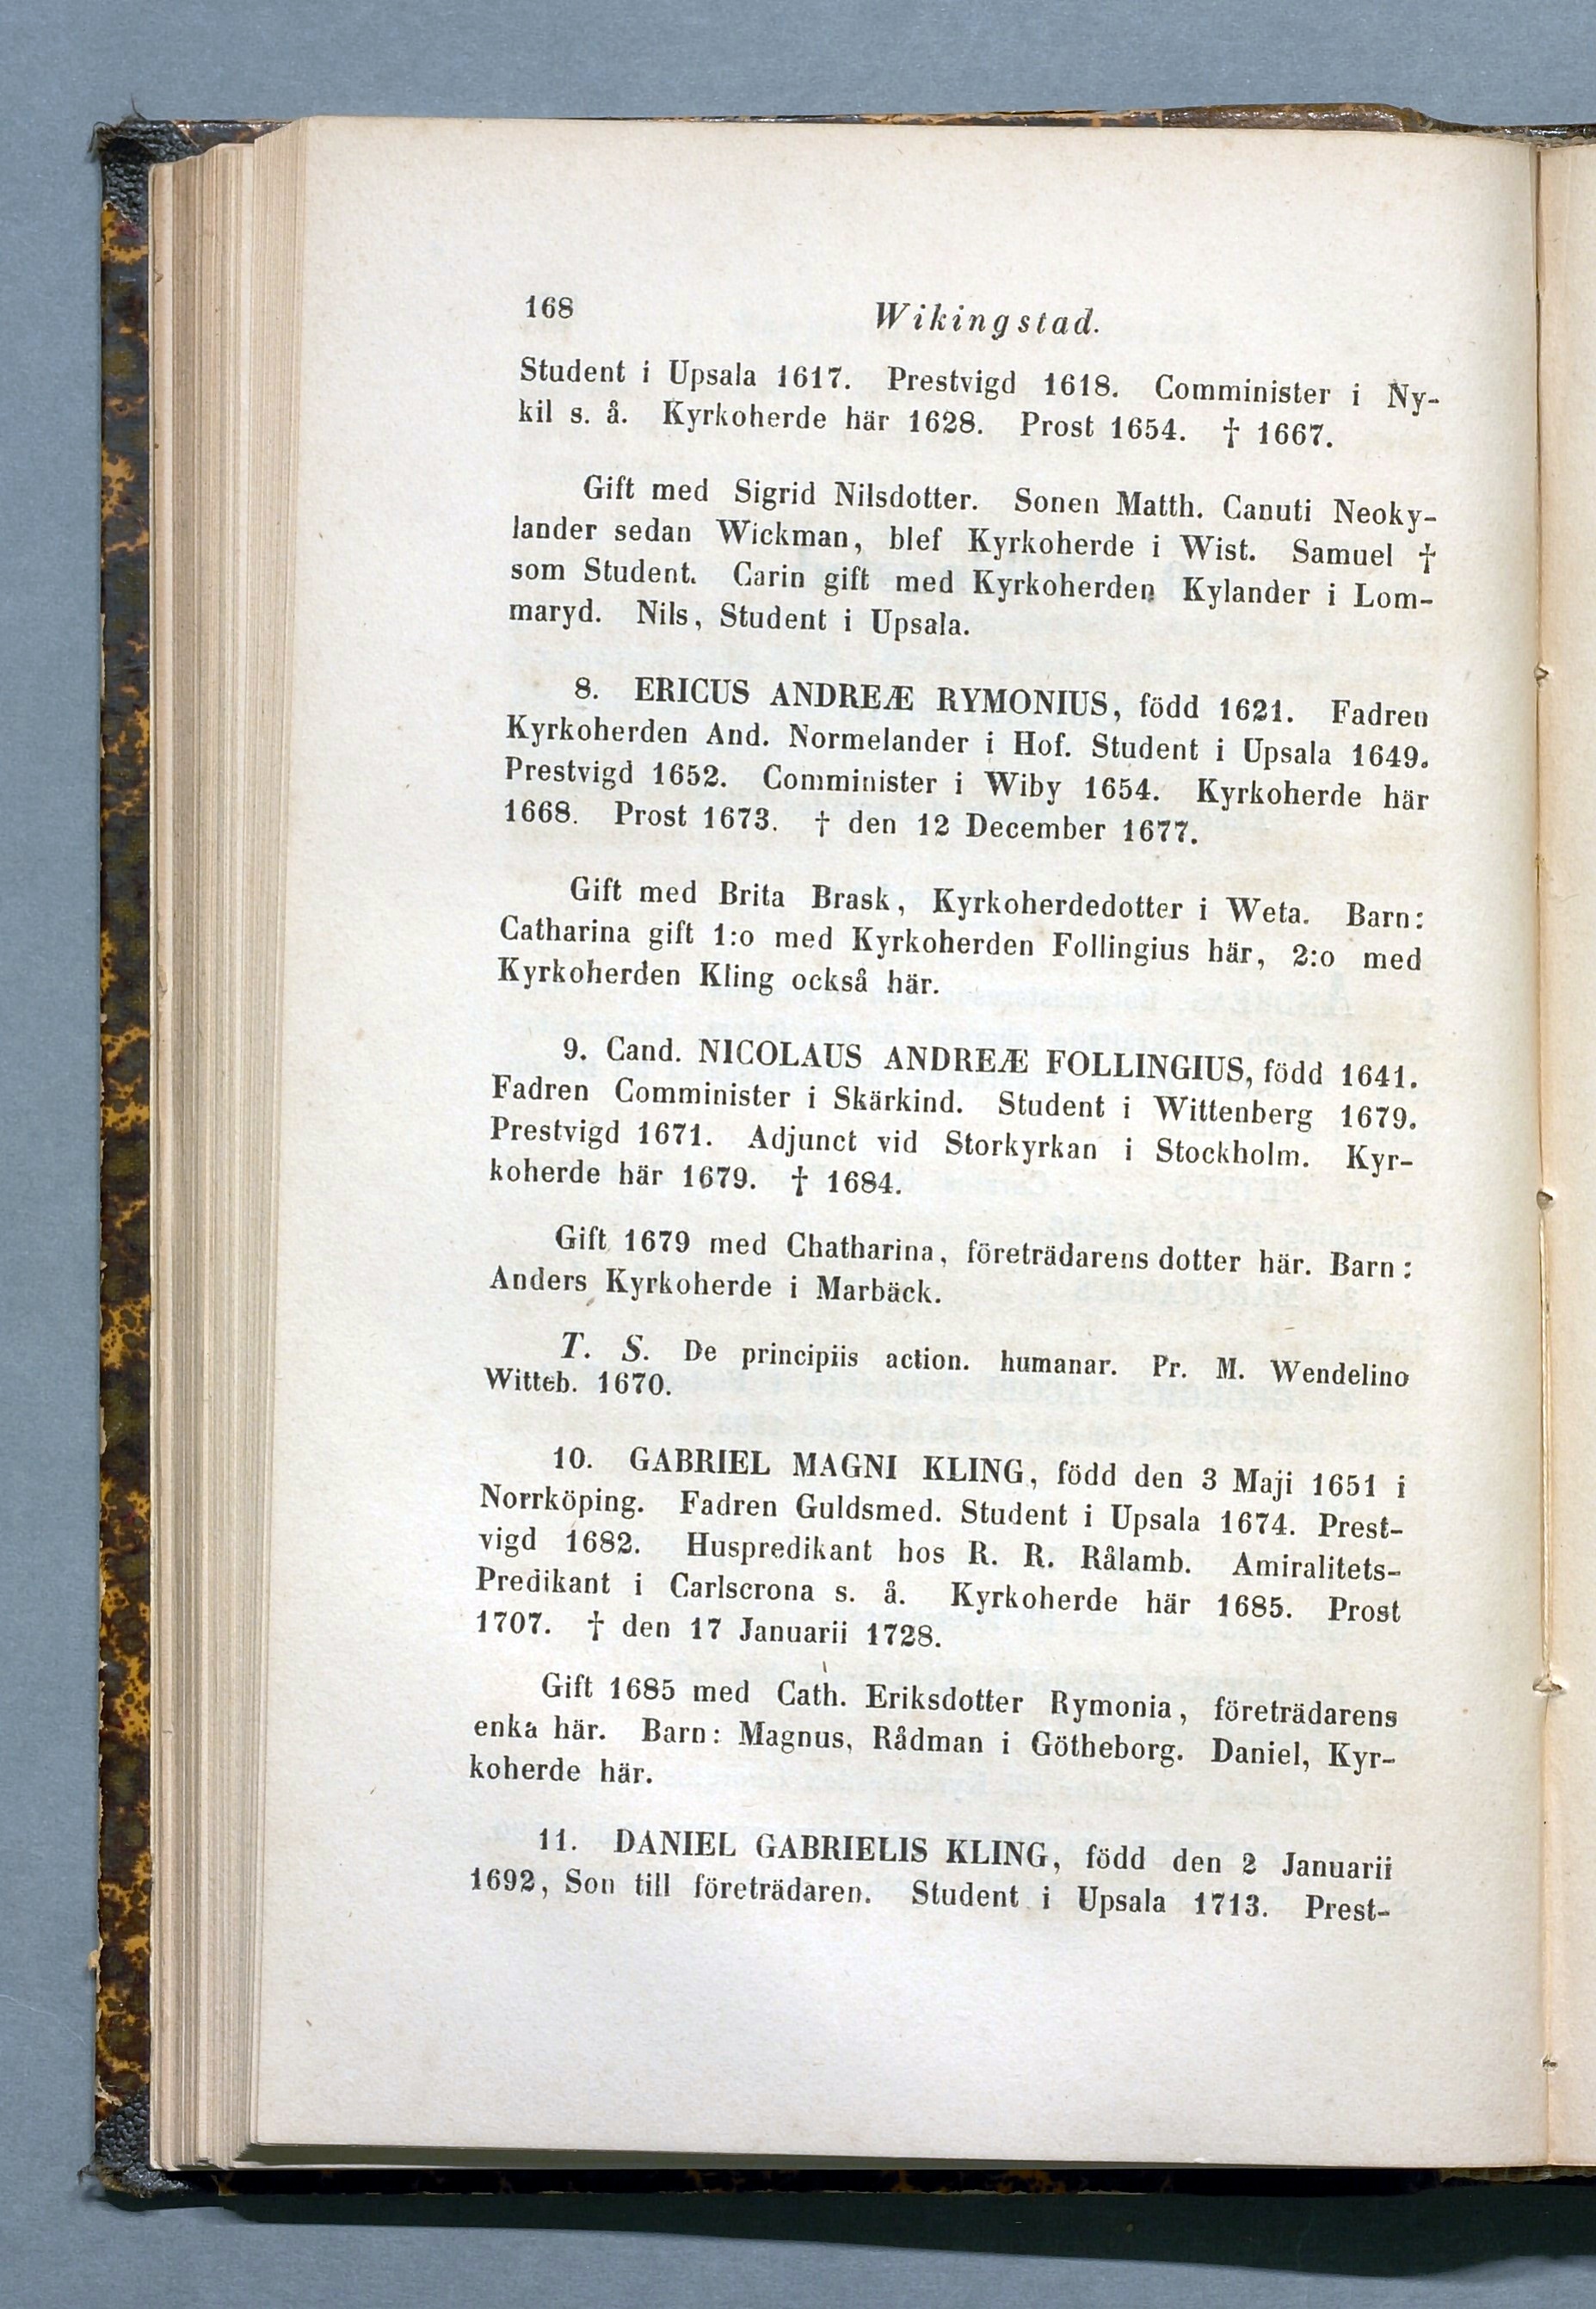 168 Wikingstad.
Student i Upsala 1617. Prestvigd 1618. Comminister i Ny-
kil s. å. Kyrkoherde här 1628. Prost 1654. † 1667.
Gift med Sigrid Nilsdotter. Sonen Matth. Canuti Neoky-
lander sedan Wickman, blef Kyrkoherde i Wist. Samuel †
som Student. Carin gift med Kyrkoherden Kylander i Lom-
maryd. Nils, Student i Upsala.
8. ERICUS ANDREÆ RYMONIUS, född 1621. Fadren
Kyrkoherden And. Normelander i Hof. Student i Upsala 1649.
Prestvigd 1652. Comminister i Wiby 1654. Kyrkoherde här
1668. Prost 1673. † den 12 December 1677.
Gift med Brita Brask, Kyrkoherdedotter i Weta. Barn:
Catharina gift 1:o med Kyrkoherden Follingius här, 2:o med
Kyrkoherden Kling också här.
9. Cand. NICOLAUS ANDREÆ FOLLINGIUS, född 1641.
Fadren Comminister i Skärkind. Student i Wittenberg 1679.
Prestvigd 1671. Adjunct vid Storkyrkan i Stockholm. Kyr-
koherde här 1679. † 1684.
Gift 1679 med Chatharina, företrädarens dotter här. Barn:
Anders Kyrkoherde i Marbäck.
T. S. De principiis action. humanar. Pr. M. Wendelino
Witteb. 1670.
10. GABRIEL MAGNI KLING, född den 3 Maji 1651 i
Norrköping. Fadren Guldsmed. Student i Upsala 1674. Prest-
vigd 1682. Huspredikant hos R. R. Rålamb. Amiralitets-
Predikant i Carlscrona s. å. Kyrkoherde här 1685. Prost
1707. † den 17 Januarii 1728.
Gift 1685 med Cath. Eriksdotter Rymonia, företrädarens
enka här. Barn: Magnus, Rådman i Götheborg. Daniel, Kyr-
koherde här.
11. DANIEL GABRIELIS KLING, född den 2 Januarii
1692, Son till företrädaren. Student i Upsala 1713. Prest-